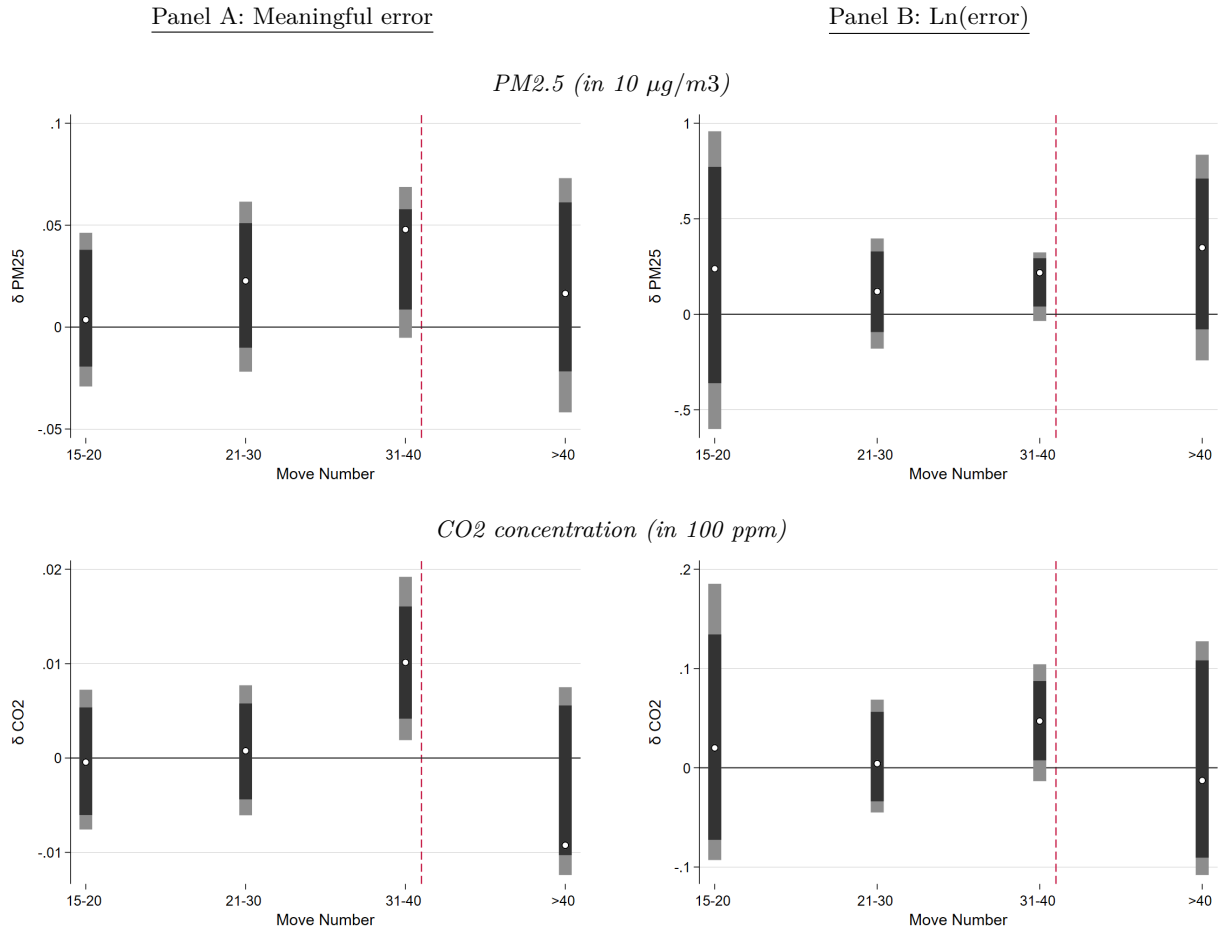 Panel A: Meaningful error
Panel B: Ln(error)
PM2.5 (in 10 μg/m3)
.1
.05
0
-.05
δ PM25
15-20
21-30
31-40
>40
Move Number
1
.5
0
-.5
δ PM25
15-20
21-30
31-40
>40
Move Number
CO2 concentration (in 100 ppm)
.02
.01
0
-.01
δ CO2
15-20
21-30
31-40
>40
Move Number
.2
.1
0
-.1
δ CO2
15-20
21-30
31-40
>40
Move Number